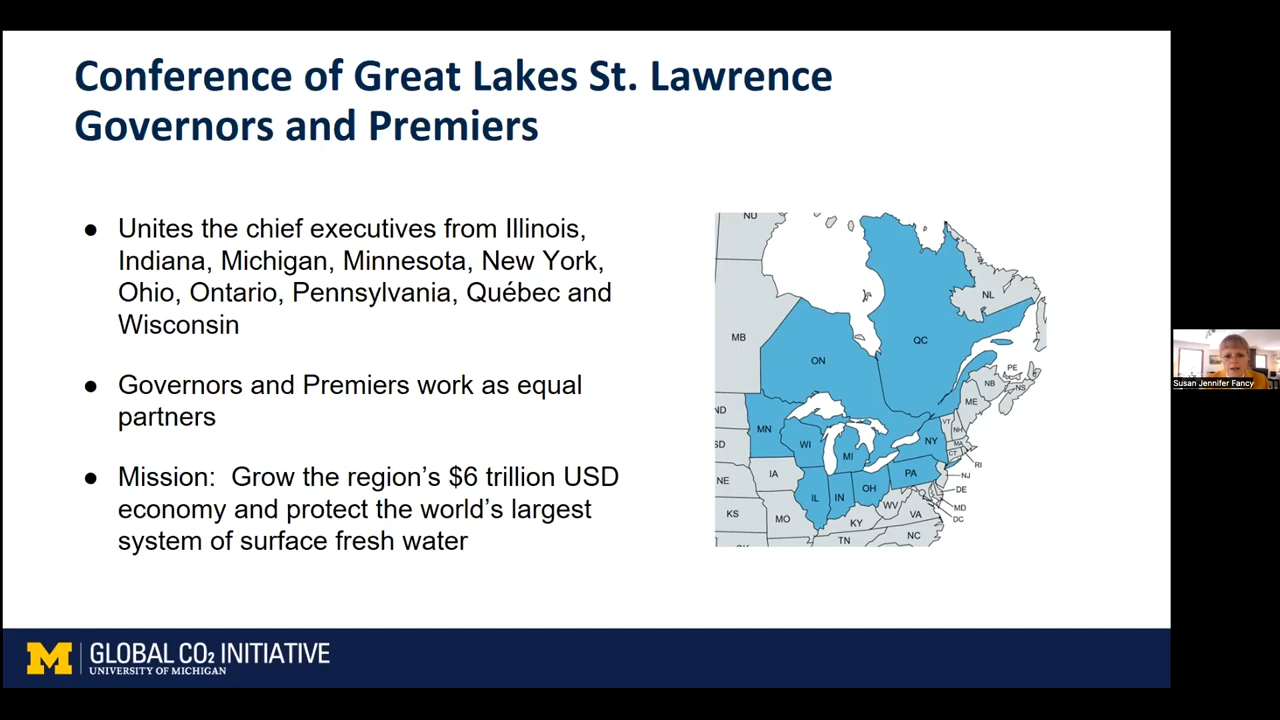 Conference of Great Lakes St. Lawrence
Governors and Premiers
● Unites the chief executives from Illinois,
Indiana, Michigan, Minnesota, New York,
Ohio, Ontario, Pennsylvania, Québec and
Wisconsin
● Governors and Premiers work as equal
partners
● Mission: Grow the region's $6 trillion USD
economy and protect the world's largest
system of surface fresh water
NU
NL
MB
QC
ON
PE
NB
NS
ME
ND
MN
VT
NH
SD
WI
NY
MA
MI
CT
RI
IA
PA
NJ
NE
OH
DE
IL
IN
WV
MD
KS
MO
VA
DC
KY
NC
TN
Susan Jennifer Fancy
M
GLOBAL CO₂ INITIATIVE
UNIVERSITY OF MICHIGAN